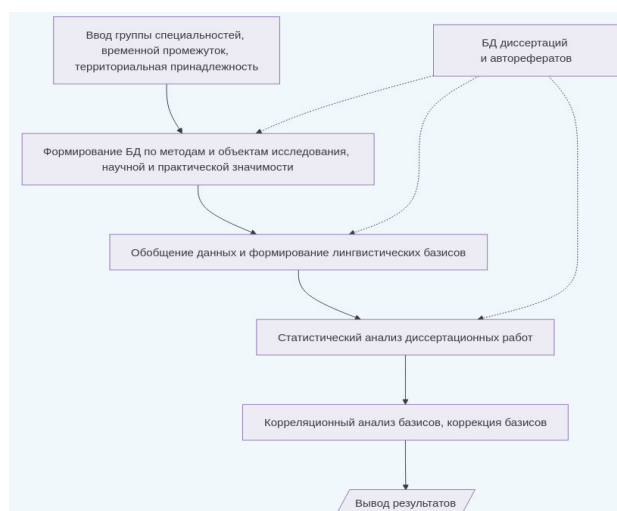 Ввод группы специальностей,
временной промежуток,
территориальная принадлежность
БД диссертаций
и авторефератов
Формирование БД по методам и объектам исследования,
научной и практической значимости
Обобщение данных и формирование лингвистических базисов
Статистический анализ диссертационных работ
Корреляционный анализ базисов, коррекция базисов
Вывод результатов